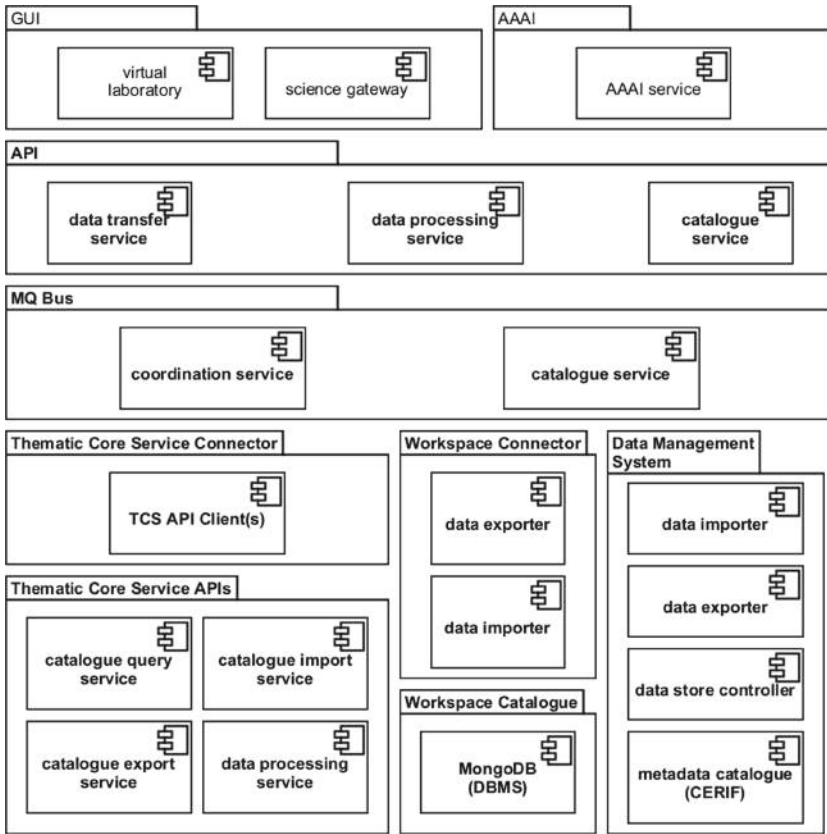 GUI
virtual
laboratory
science gateway
AAAI
AAAI service
API
data transfer
service
data processing
service
catalogue
service
MQ Bus
coordination service
catalogue service
Thematic Core Service Connector
TCS API Client(s)
Thematic Core Service APIs
catalogue query
service
catalogue import
service
catalogue export
service
data processing
service
Workspace Connector
data exporter
data importer
Workspace Catalogue
MongoDB
(DBMS)
Data Management
System
data importer
data exporter
data store controller
metadata catalogue
(CERIF)